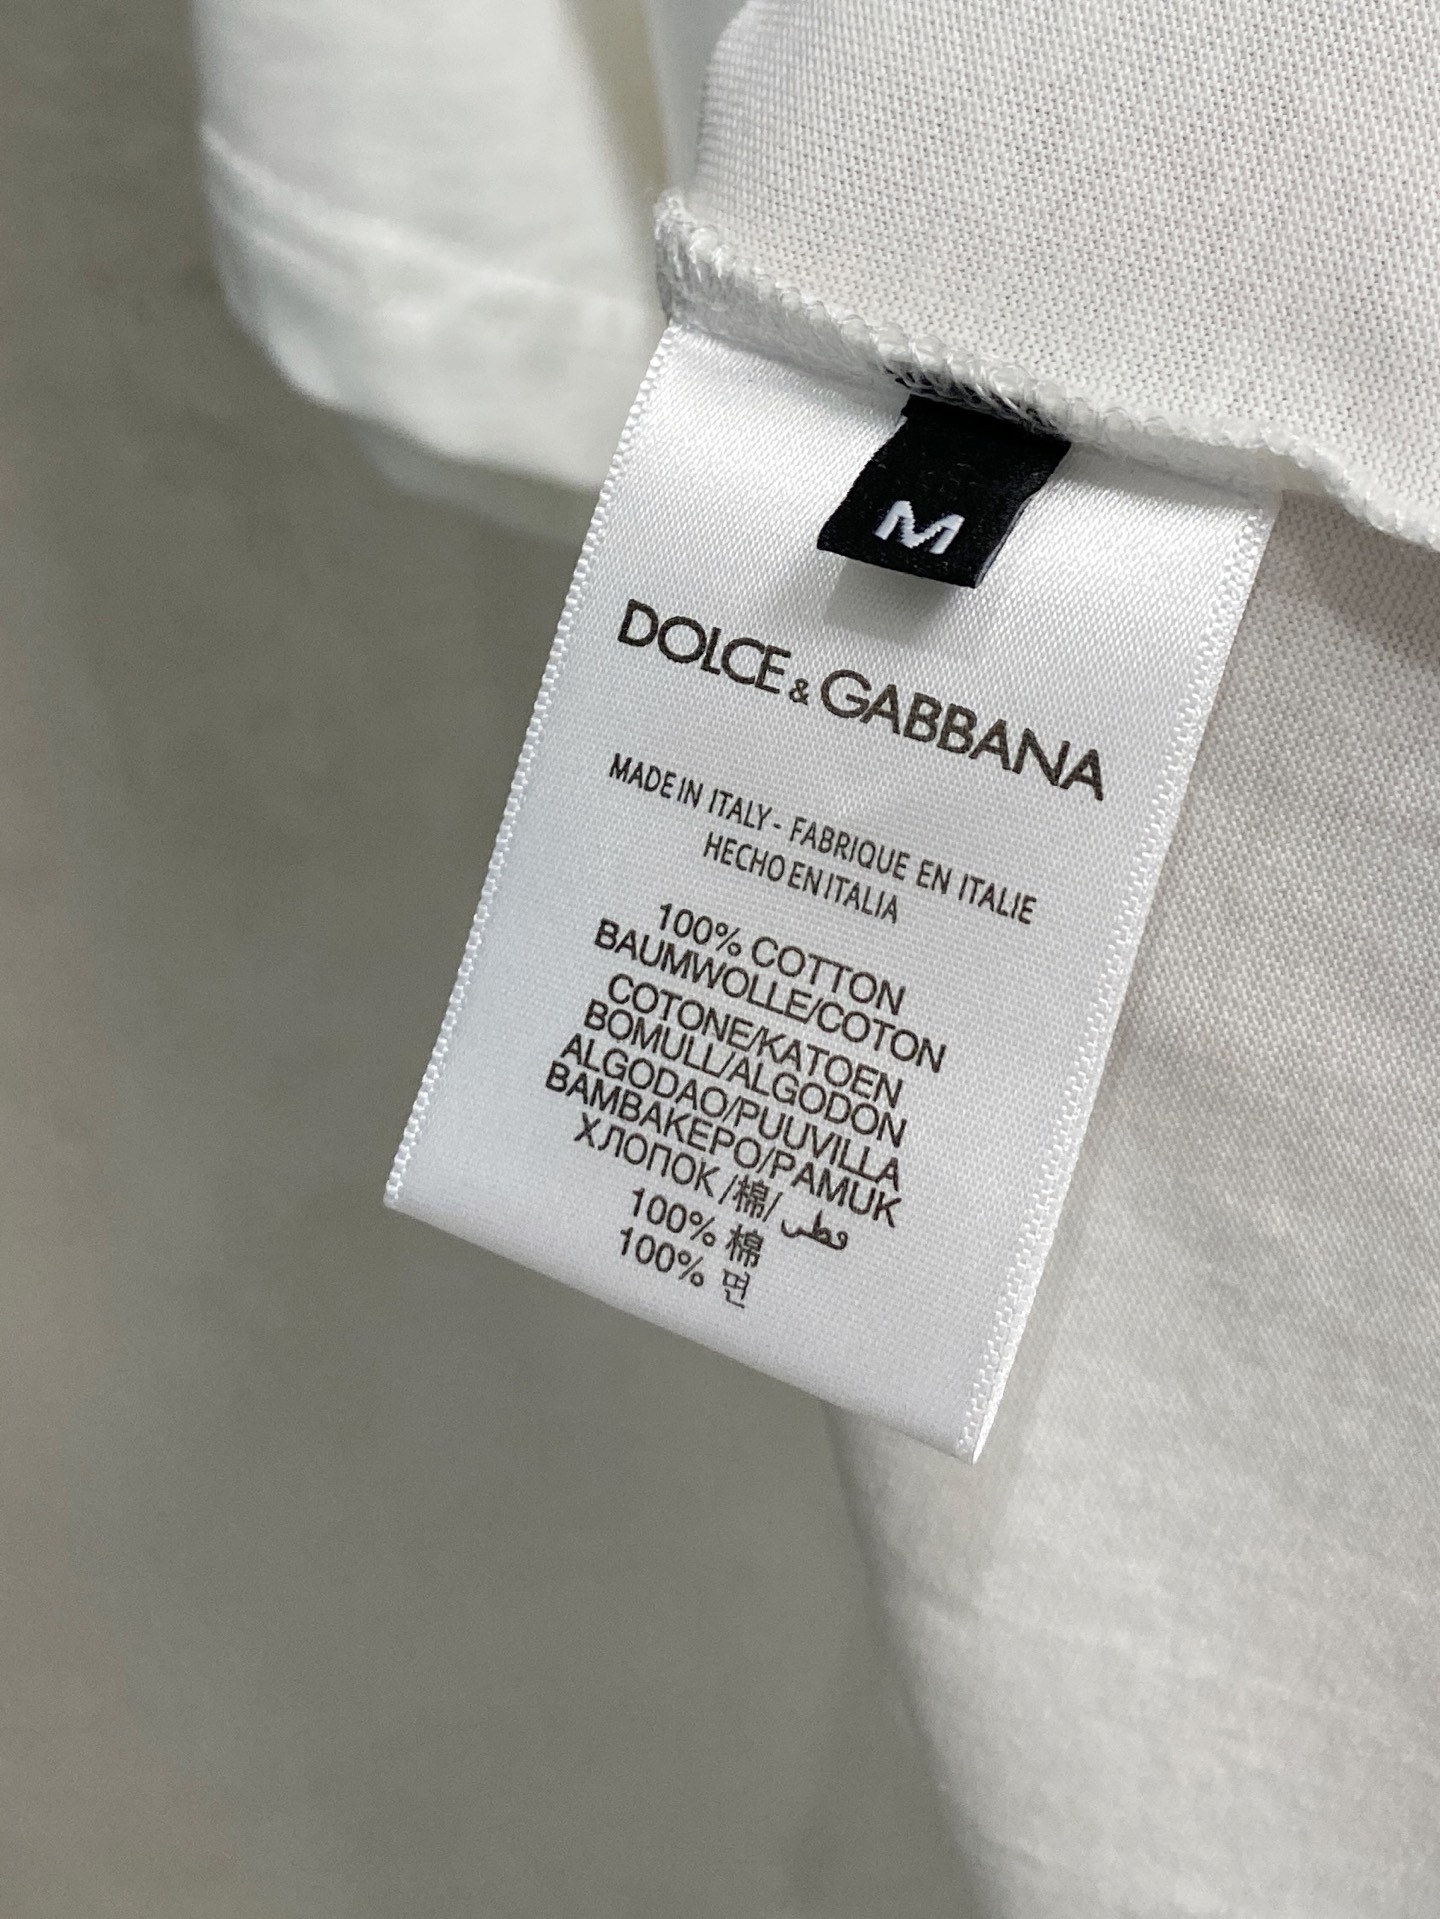 M
DOLCE & GABBANA
MADE IN ITALY - FABRIQUE EN ITALIE
HECHO EN ITALIA
100% COTTON
BAUMWOLLE/COTON
COTONE/KATOEN
BOMULL/ALGODON
ALGODAO/PUUVILLA
BAMBAKEPO/PAMUK
ХЛОПОК /棉/ قطن
100% 棉
100% 면